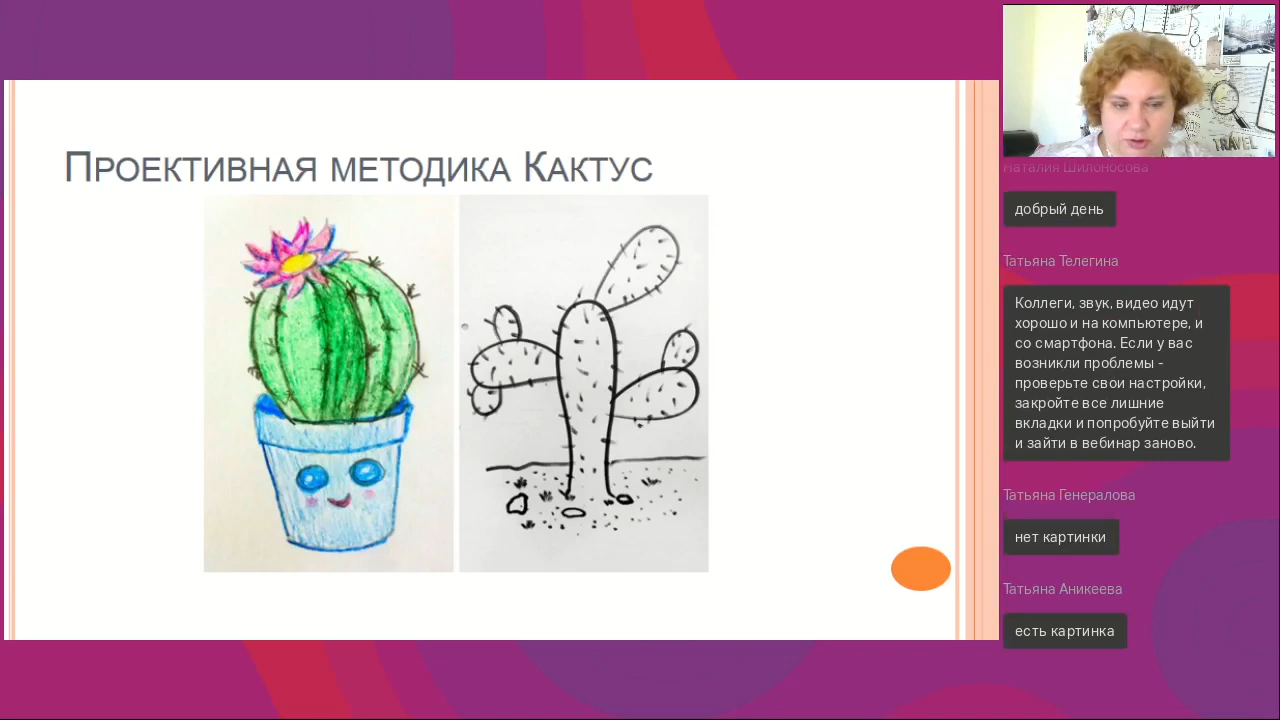 Проективная методика Кактус
TRAVEL
Наталия Шилоносова
добрый день
Татьяна Телегина
Коллеги, звук, видео идут
хорошо и на компьютере, и
со смартфона. Если у вас
возникли проблемы -
проверьте свои настройки,
закройте все лишние
вкладки и попробуйте выйти
и зайти в вебинар заново.
Татьяна Генералова
нет картинки
Татьяна Аникеева
есть картинка